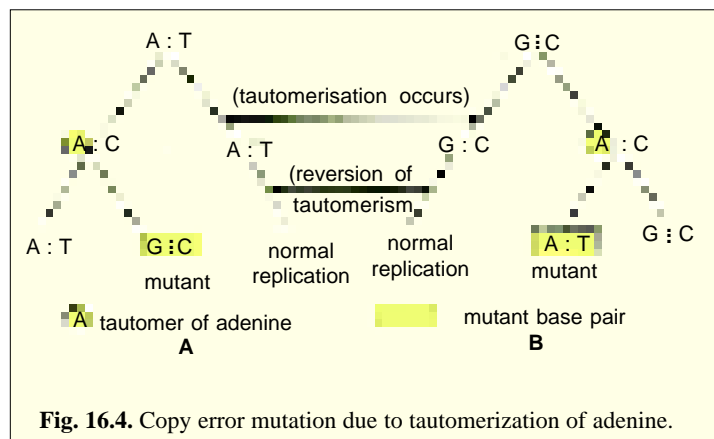 A : T G⋮C
(tautomerisation occurs)
A : C A : T G : C A : C
(reversion of
tautomerism
A : T G⋮C normal normal A : T G⋮C
mutant replication replication mutant
A tautomer of adenine mutant base pair
A B
Fig. 16.4. Copy error mutation due to tautomerization of adenine.